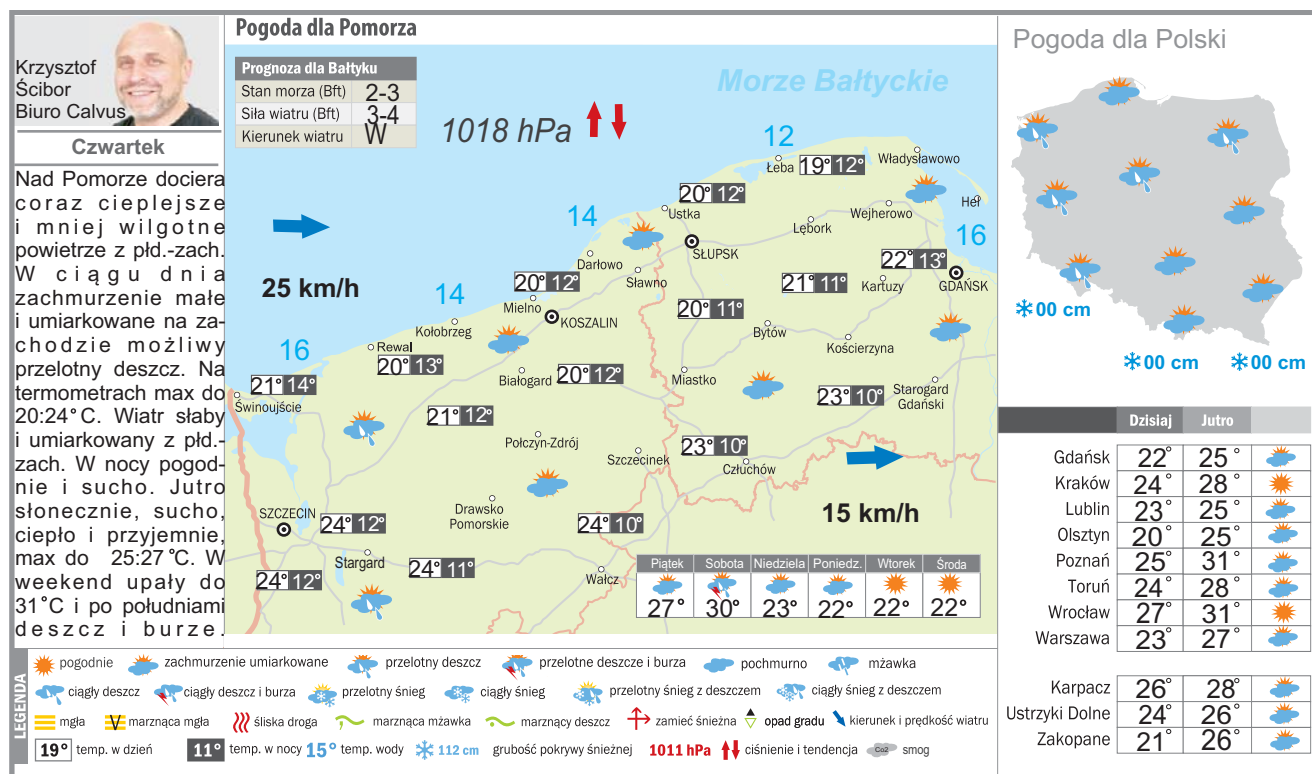 Krzysztof
Ścibor
Biuro Calvus
Czwartek
Nad Pomorze dociera
coraz cieplejsze
i mniej wilgotne
powietrze z płd.-zach.
W ciągu dnia
zachmurzenie małe
i umiarkowane na za-
chodzie możliwy
przelotny deszcz. Na
termometrach max do
20:24°C. Wiatr słaby
i umiarkowany z płd.-
zach. W nocy pogod-
nie i sucho. Jutro
słonecznie, sucho,
ciepło i przyjemnie,
max do 25:27°C. W
weekend upały do
31°C i po południami
deszcz i burze.
Pogoda dla Pomorza
Prognoza dla Bałtyku
Stan morza (Bft) 2-3
Siła wiatru (Bft) 3-4
Kierunek wiatru W
1018 hPa
Morze Bałtyckie
12
Łeba 19° 12° Władysławowo
20° 12°
Ustka
Wejherowo Hel
Lębork
14
16
SŁUPSK
Darłowo
22° 13°
GDAŃSK
20° 12° Sławno
21° 11° Kartuzy
25 km/h
Mielno
KOSZALIN
14
Kołobrzeg
20° 11°
Bytów
Kościerzyna
16
Rewal
20° 13°
21° 14°
Świnoujście
Białogard 20° 12°
Miastko
23° 10° Starogard
Gdański
21° 12°
Połczyn-Zdrój
Szczecinek
23° 10°
Człuchów
15 km/h
Drawsko
Pomorskie
SZCZECIN
24° 12°
24° 10°
Stargard
24° 11°
24° 12°
Wałcz
Piątek Sobota Niedziela Poniedz. Wtorek Środa
27° 30° 23° 22° 22° 22°
Pogoda dla Polski
00 cm
00 cm 00 cm
Dzisiaj Jutro
Gdańsk 22° 25°
Kraków 24° 28°
Lublin 23° 25°
Olsztyn 20° 25°
Poznań 25° 31°
Toruń 24° 28°
Wrocław 27° 31°
Warszawa 23° 27°
Karpacz 26° 28°
Ustrzyki Dolne 24° 26°
Zakopane 21° 26°
LEGENDA
pogodnie zachmurzenie umiarkowane przelotny deszcz przelotne deszcze i burza pochmurno mżawka
ciągły deszcz ciągły deszcz i burza przelotny śnieg ciągły śnieg przelotny śnieg z deszczem ciągły śnieg z deszczem
mgła marznąca mgła śliska droga marznąca mżawka marznący deszcz zamieć śnieżna opad gradu kierunek i prędkość wiatru
19° temp. w dzień 11° temp. w nocy 15° temp. wody 112 cm grubość pokrywy śnieżnej 1011 hPa ciśnienie i tendencja Co2 smog